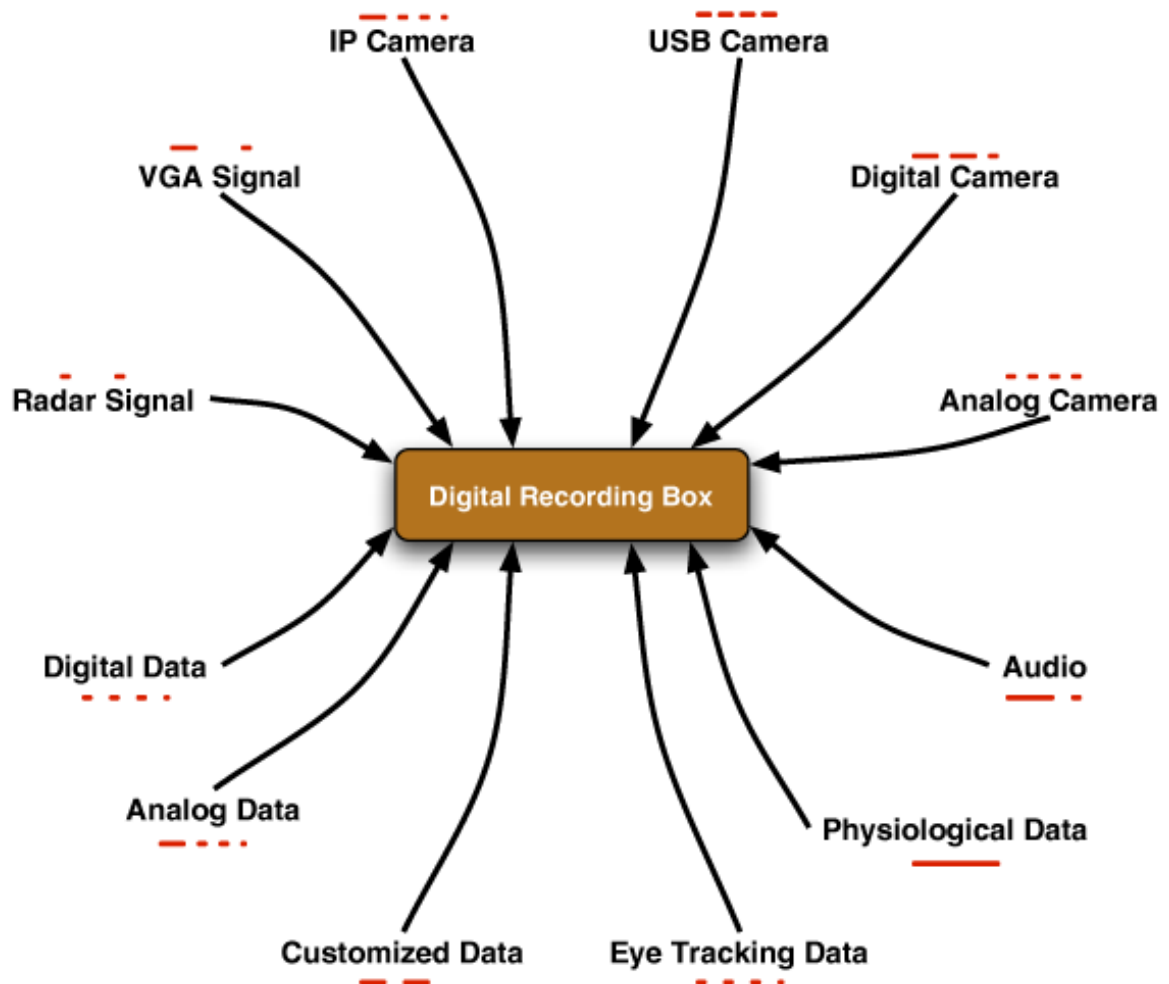 IP Camera
USB Camera
VGA Signal
Digital Camera
Radar Signal
Analog Camera
Digital Recording Box
Digital Data
Audio
Analog Data
Physiological Data
Customized Data
Eye Tracking Data